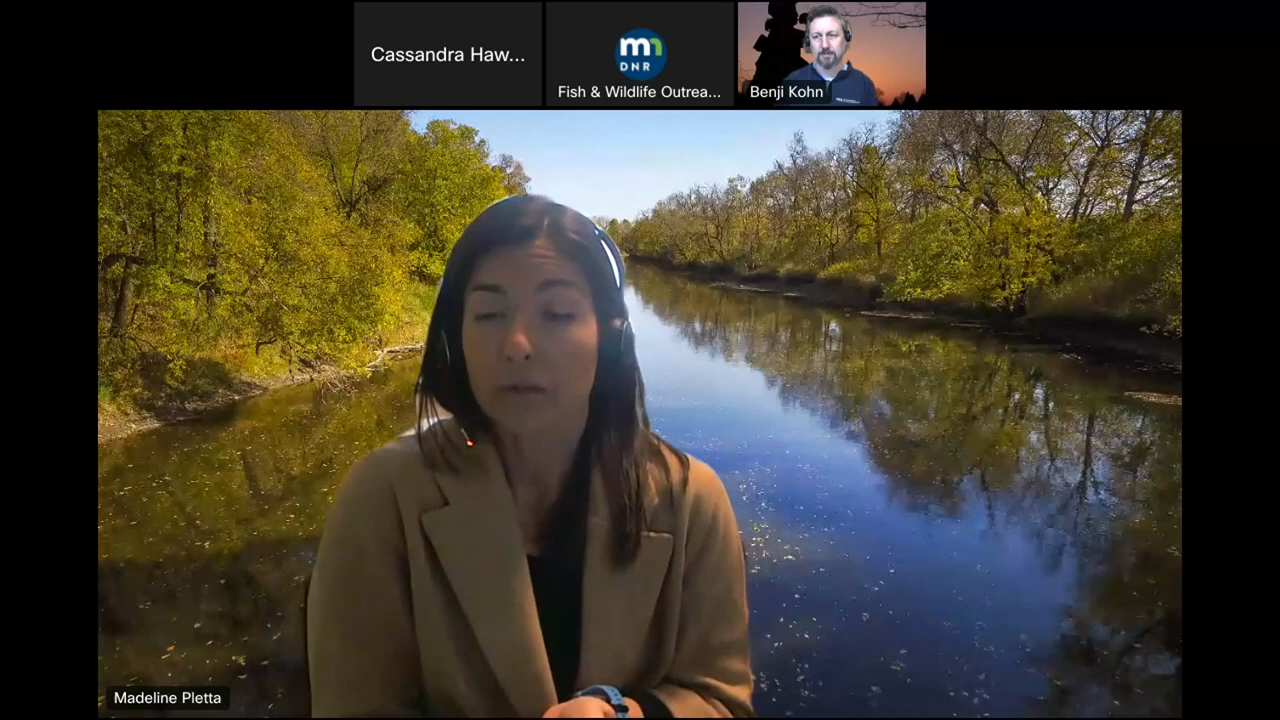 Cassandra Haw...
mn
DNR
Fish & Wildlife Outrea...
Benji Kohn
Madeline Pletta